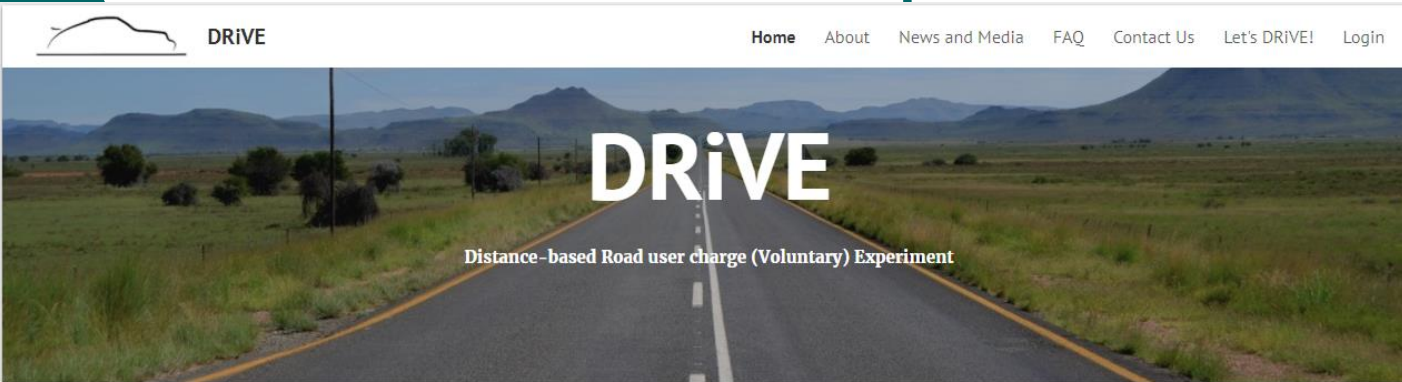 DRiVE
Home About News and Media FAQ Contact Us Let's DRiVE! Login
DRiVE
Distance-based Road user charge (Voluntary) Experiment